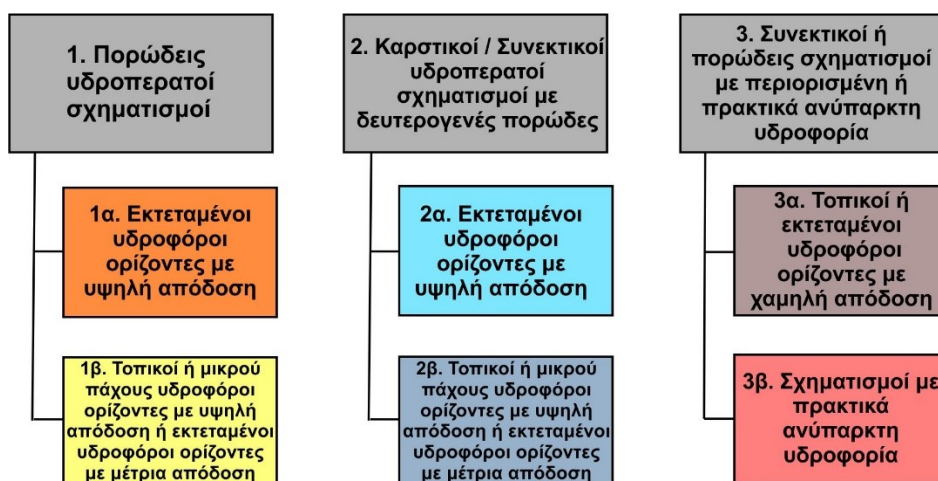 1. Πορώδεις
υδροπερατοί
σχηματισμοί
1α. Εκτεταμένοι
υδροφόροι
ορίζοντες με
υψηλή απόδοση
1β. Τοπικοί ή μικρού
πάχους υδροφόροι
ορίζοντες με υψηλή
απόδοση ή εκτεταμένοι
υδροφόροι ορίζοντες
με μέτρια απόδοση
2. Καρστικοί / Συνεκτικοί
υδροπερατοί
σχηματισμοί με
δευτερογενές πορώδες
2α. Εκτεταμένοι
υδροφόροι
ορίζοντες με
υψηλή απόδοση
2β. Τοπικοί ή μικρού
πάχους υδροφόροι
ορίζοντες με υψηλή
απόδοση ή εκτεταμένοι
υδροφόροι ορίζοντες
με μέτρια απόδοση
3. Συνεκτικοί ή
πορώδεις σχηματισμοί
με περιορισμένη ή
πρακτικά ανύπαρκτη
υδροφορία
3α. Τοπικοί ή
εκτεταμένοι
υδροφόροι
ορίζοντες με
χαμηλή απόδοση
3β. Σχηματισμοί με
πρακτικά
ανύπαρκτη
υδροφορία